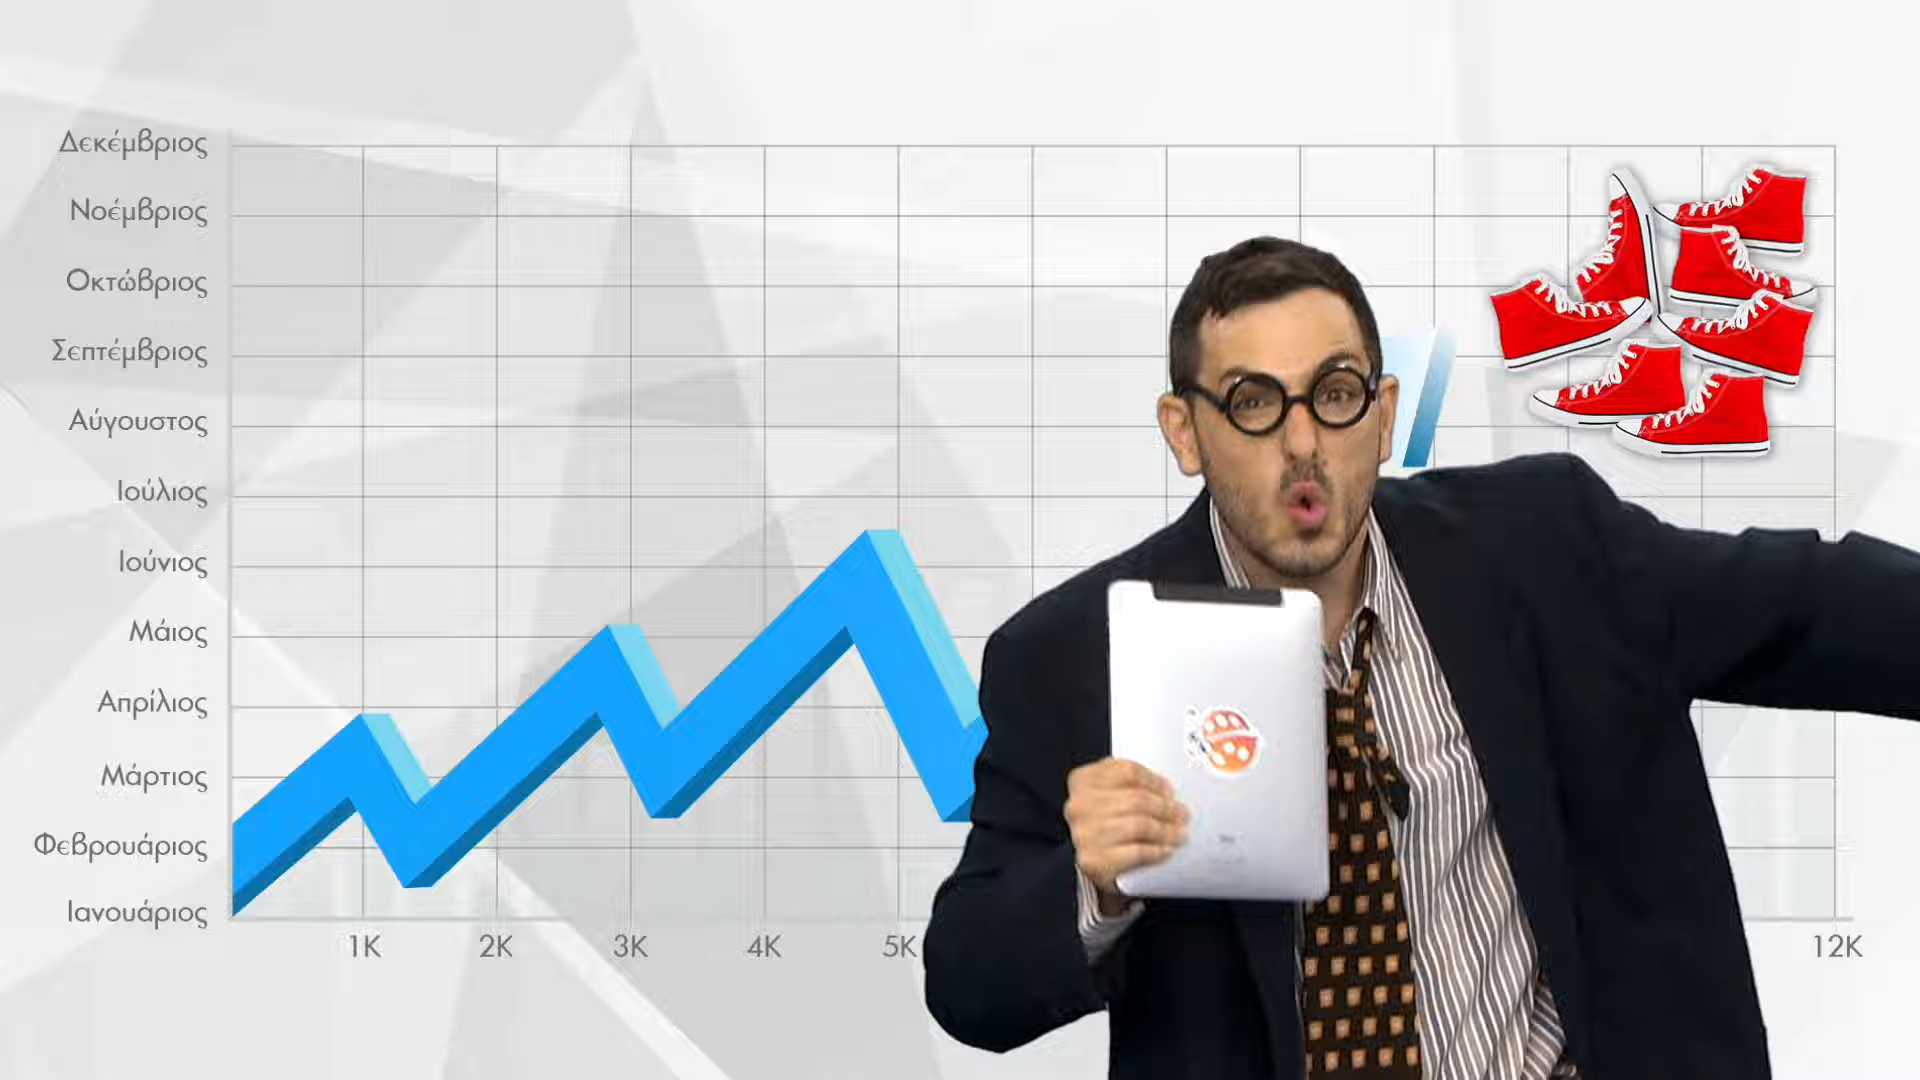 Δεκέμβριος
Νοέμβριος
Οκτώβριος
Σεπτέμβριος
Αύγουστος
Ιούλιος
Ιούνιος
Μάιος
Απρίλιος
Μάρτιος
Φεβρουάριος
Ιανουάριος
1K 2K 3K 4K 5K 12K